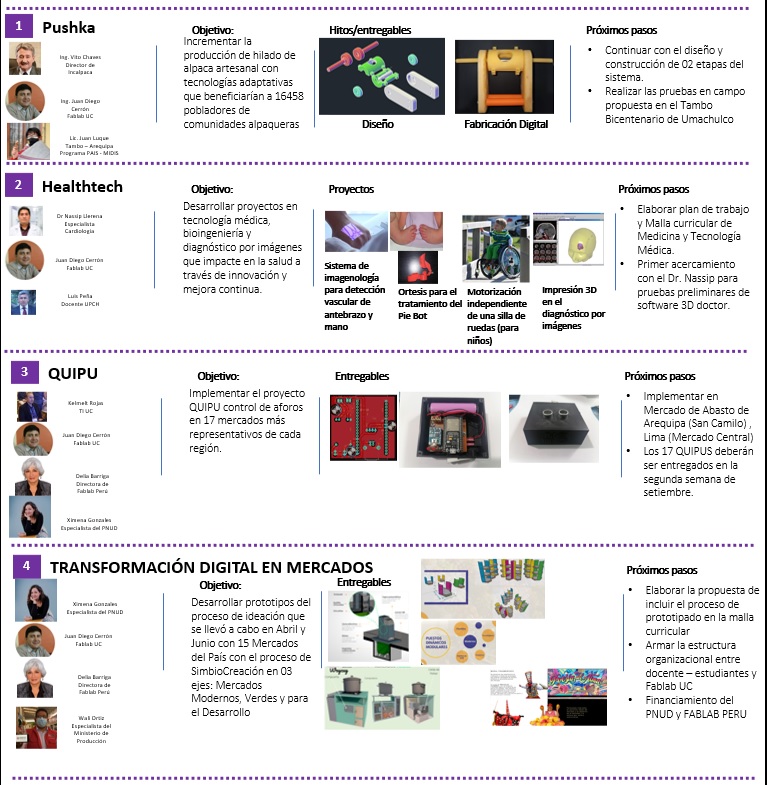 1 Pushka
Ing. Vito Chaves
Director de
Incalpaca
Ing. Juan Diego
Cerrón
Fablab UC
Lic. Juan Luque
Tambo – Arequipa
Programa PAIS - MIDIS
Objetivo:
Incrementar la
producción de hilado de
alpaca artesanal con
tecnologías adaptativas
que beneficiarían a 16458
pobladores de
comunidades alpaqueras
Hitos/entregables
Diseño
Fabricación Digital
Próximos pasos
• Continuar con el diseño y
construcción de 02 etapas del
sistema.
• Realizar las pruebas en campo
propuesta en el Tambo
Bicentenario de Umachulco
2 Healthtech
Dr Nassip Llerena
Especialista
Cardiología
Juan Diego Cerrón
Fablab UC
Luis Peña
Docente UPCH
Objetivo:
Desarrollar proyectos en
tecnología médica,
bioingeniería y
diagnóstico por imágenes
que impacte en la salud a
través de innovación y
mejora continua.
Proyectos
Sistema de
imagenología
para detección
vascular de
antebrazo y
mano
Ortesis para el
tratamiento del
Pie Bot
Motorización
independiente
de una silla de
ruedas (para
niños)
Impresión 3D
en el
diagnóstico por
imágenes
Próximos pasos
• Elaborar plan de trabajo
y Malla curricular de
Medicina y Tecnología
Médica.
• Primer acercamiento
con el Dr. Nassip para
pruebas preliminares de
software 3D doctor.
3 QUIPU
Kelmelt Rojas
TI UC
Juan Diego Cerrón
Fablab UC
Delia Barriga
Directora de
Fablab Perú
Ximena Gonzales
Especialista del PNUD
Objetivo:
Implementar el proyecto
QUIPU control de aforos
en 17 mercados más
representativos de cada
región.
Entregables
Próximos pasos
• Implementar en
Mercado de Abasto de
Arequipa (San Camilo) ,
Lima (Mercado Central)
• Los 17 QUIPUS deberán
ser entregados en la
segunda semana de
setiembre.
4 TRANSFORMACIÓN DIGITAL EN MERCADOS
Ximena Gonzales
Especialista del PNUD
Juan Diego Cerrón
Fablab UC
Delia Barriga
Directora de
Fablab Perú
Wali Ortiz
Especialista del
Ministerio de
Producción
Objetivo:
Desarrollar prototipos del
proceso de ideación que
se llevó a cabo en Abril y
Junio con 15 Mercados
del País con el proceso de
SimbioCreación en 03
ejes: Mercados
Modernos, Verdes y para
el Desarrollo
Entregables
PUESTOS
DINÁMICOS
MODULARES
Próximos pasos
• Elaborar la propuesta de
incluir el proceso de
prototipado en la malla
curricular
• Armar la estructura
organizacional entre
docente – estudiantes y
Fablab UC
• Financiamiento del
PNUD y FABLAB PERU